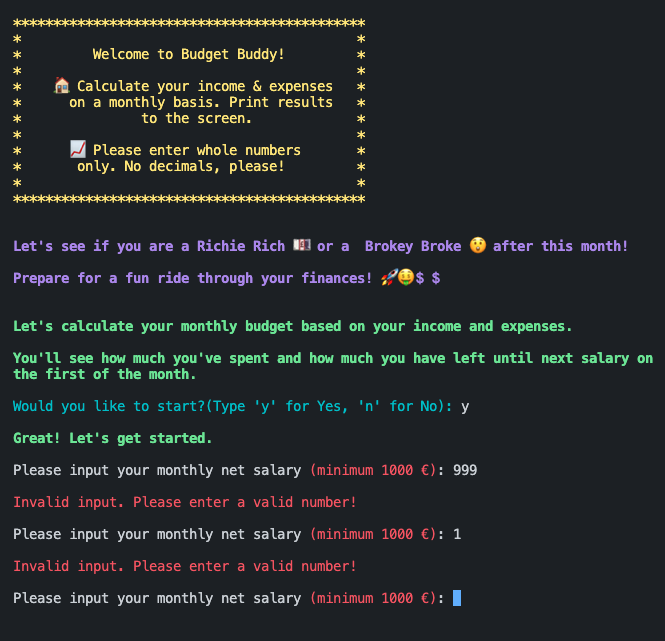 ********************************************
*                                          *
*         Welcome to Budget Buddy!         *
*                                          *
*    🏠 Calculate your income & expenses   *
*      on a monthly basis. Print results   *
*               to the screen.             *
*                                          *
*      📈 Please enter whole numbers       *
*       only. No decimals, please!         *
*                                          *
********************************************
Let's see if you are a Richie Rich 💶 or a  Brokey Broke 😲 after this month!
Prepare for a fun ride through your finances! 🚀🤑$ $
Let's calculate your monthly budget based on your income and expenses.
You'll see how much you've spent and how much you have left until next salary on
the first of the month.
Would you like to start?(Type 'y' for Yes, 'n' for No): y
Great! Let's get started.
Please input your monthly net salary (minimum 1000 €): 999
Invalid input. Please enter a valid number!
Please input your monthly net salary (minimum 1000 €): 1
Invalid input. Please enter a valid number!
Please input your monthly net salary (minimum 1000 €):